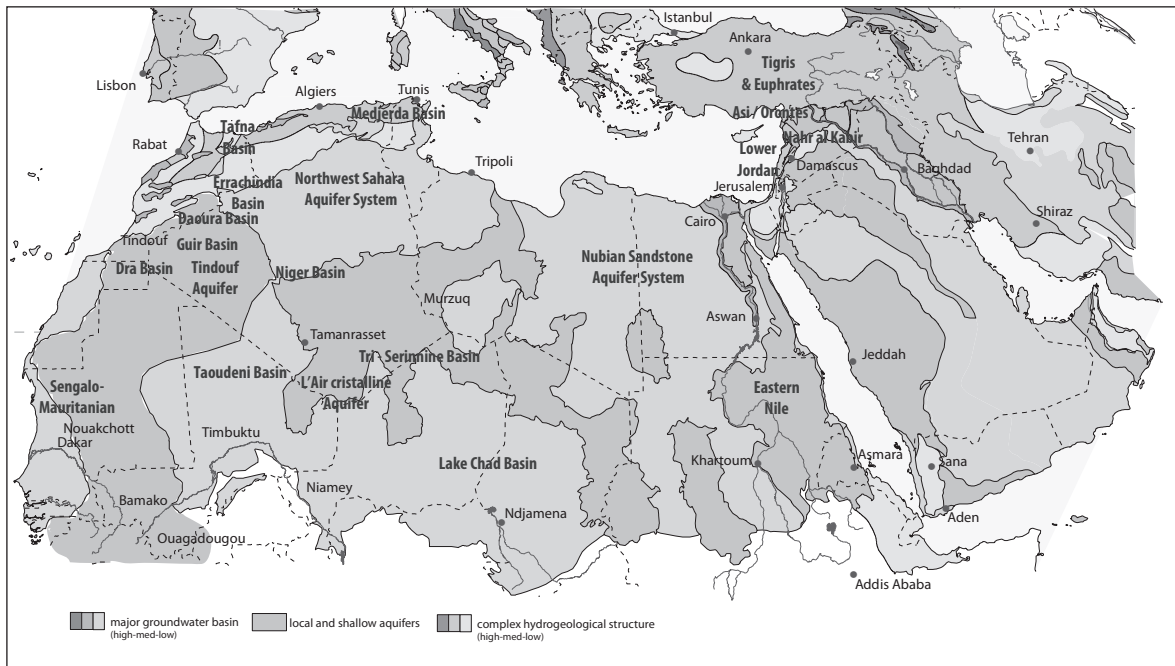 Istanbul
Ankara
Lisbon
Tigris
& Euphrates
Algiers
Tunis
Medjerda Basin
Asi / Orontes
Tafna
Basin
Nahr al Kabir
Rabat
Lower
Jordan
Tehran
Tripoli
Damascus
Baghdad
Errachindia
Basin
Northwest Sahara
Aquifer System
Jerusalem
Daoura Basin
Cairo
Shiraz
Tindouf
Guir Basin
Nubian Sandstone
Aquifer System
Dra Basin
Tindouf
Aquifer
Niger Basin
Murzuq
Aswan
Tamanrasset
Tri - Serimine Basin
Jeddah
Taoudeni Basin
L'Air cristalline
Aquifer
Sengalo-
Mauritanian
Eastern
Nile
Nouakchott
Dakar
Timbuktu
Lake Chad Basin
Khartoum
Asmara
Sana
Niamey
Bamako
Ndjamena
Aden
Ouagadougou
Addis Ababa
major groundwater basin
(high-med-low)
local and shallow aquifers
complex hydrogeological structure
(high-med-low)